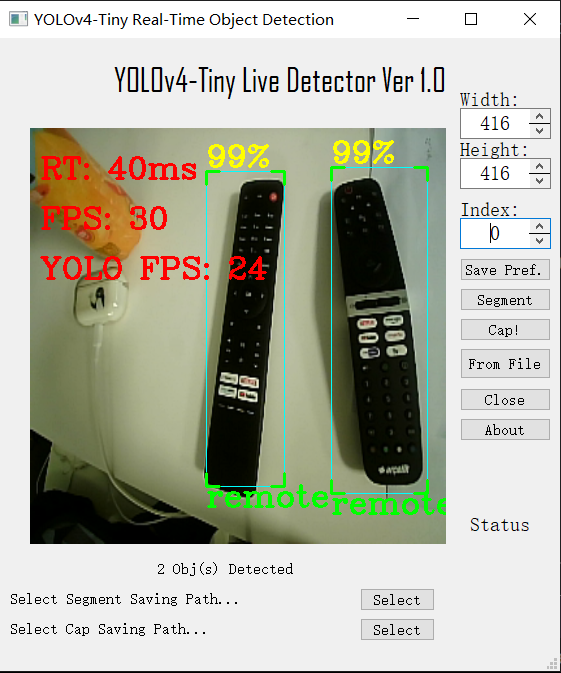 YOLOv4-Tiny Real-Time Object Detection
YOLOv4-Tiny Live Detector Ver 1.0
Width:
416
Height:
416
Index:
0
Save Pref.
Segment
Cap!
From File
Close
About
Status
RT: 40ms
FPS: 30
YOLO FPS: 24
99%
99%
remote
remote
arçelik
2 Obj(s) Detected
Select Segment Saving Path...
Select
Select Cap Saving Path...
Select